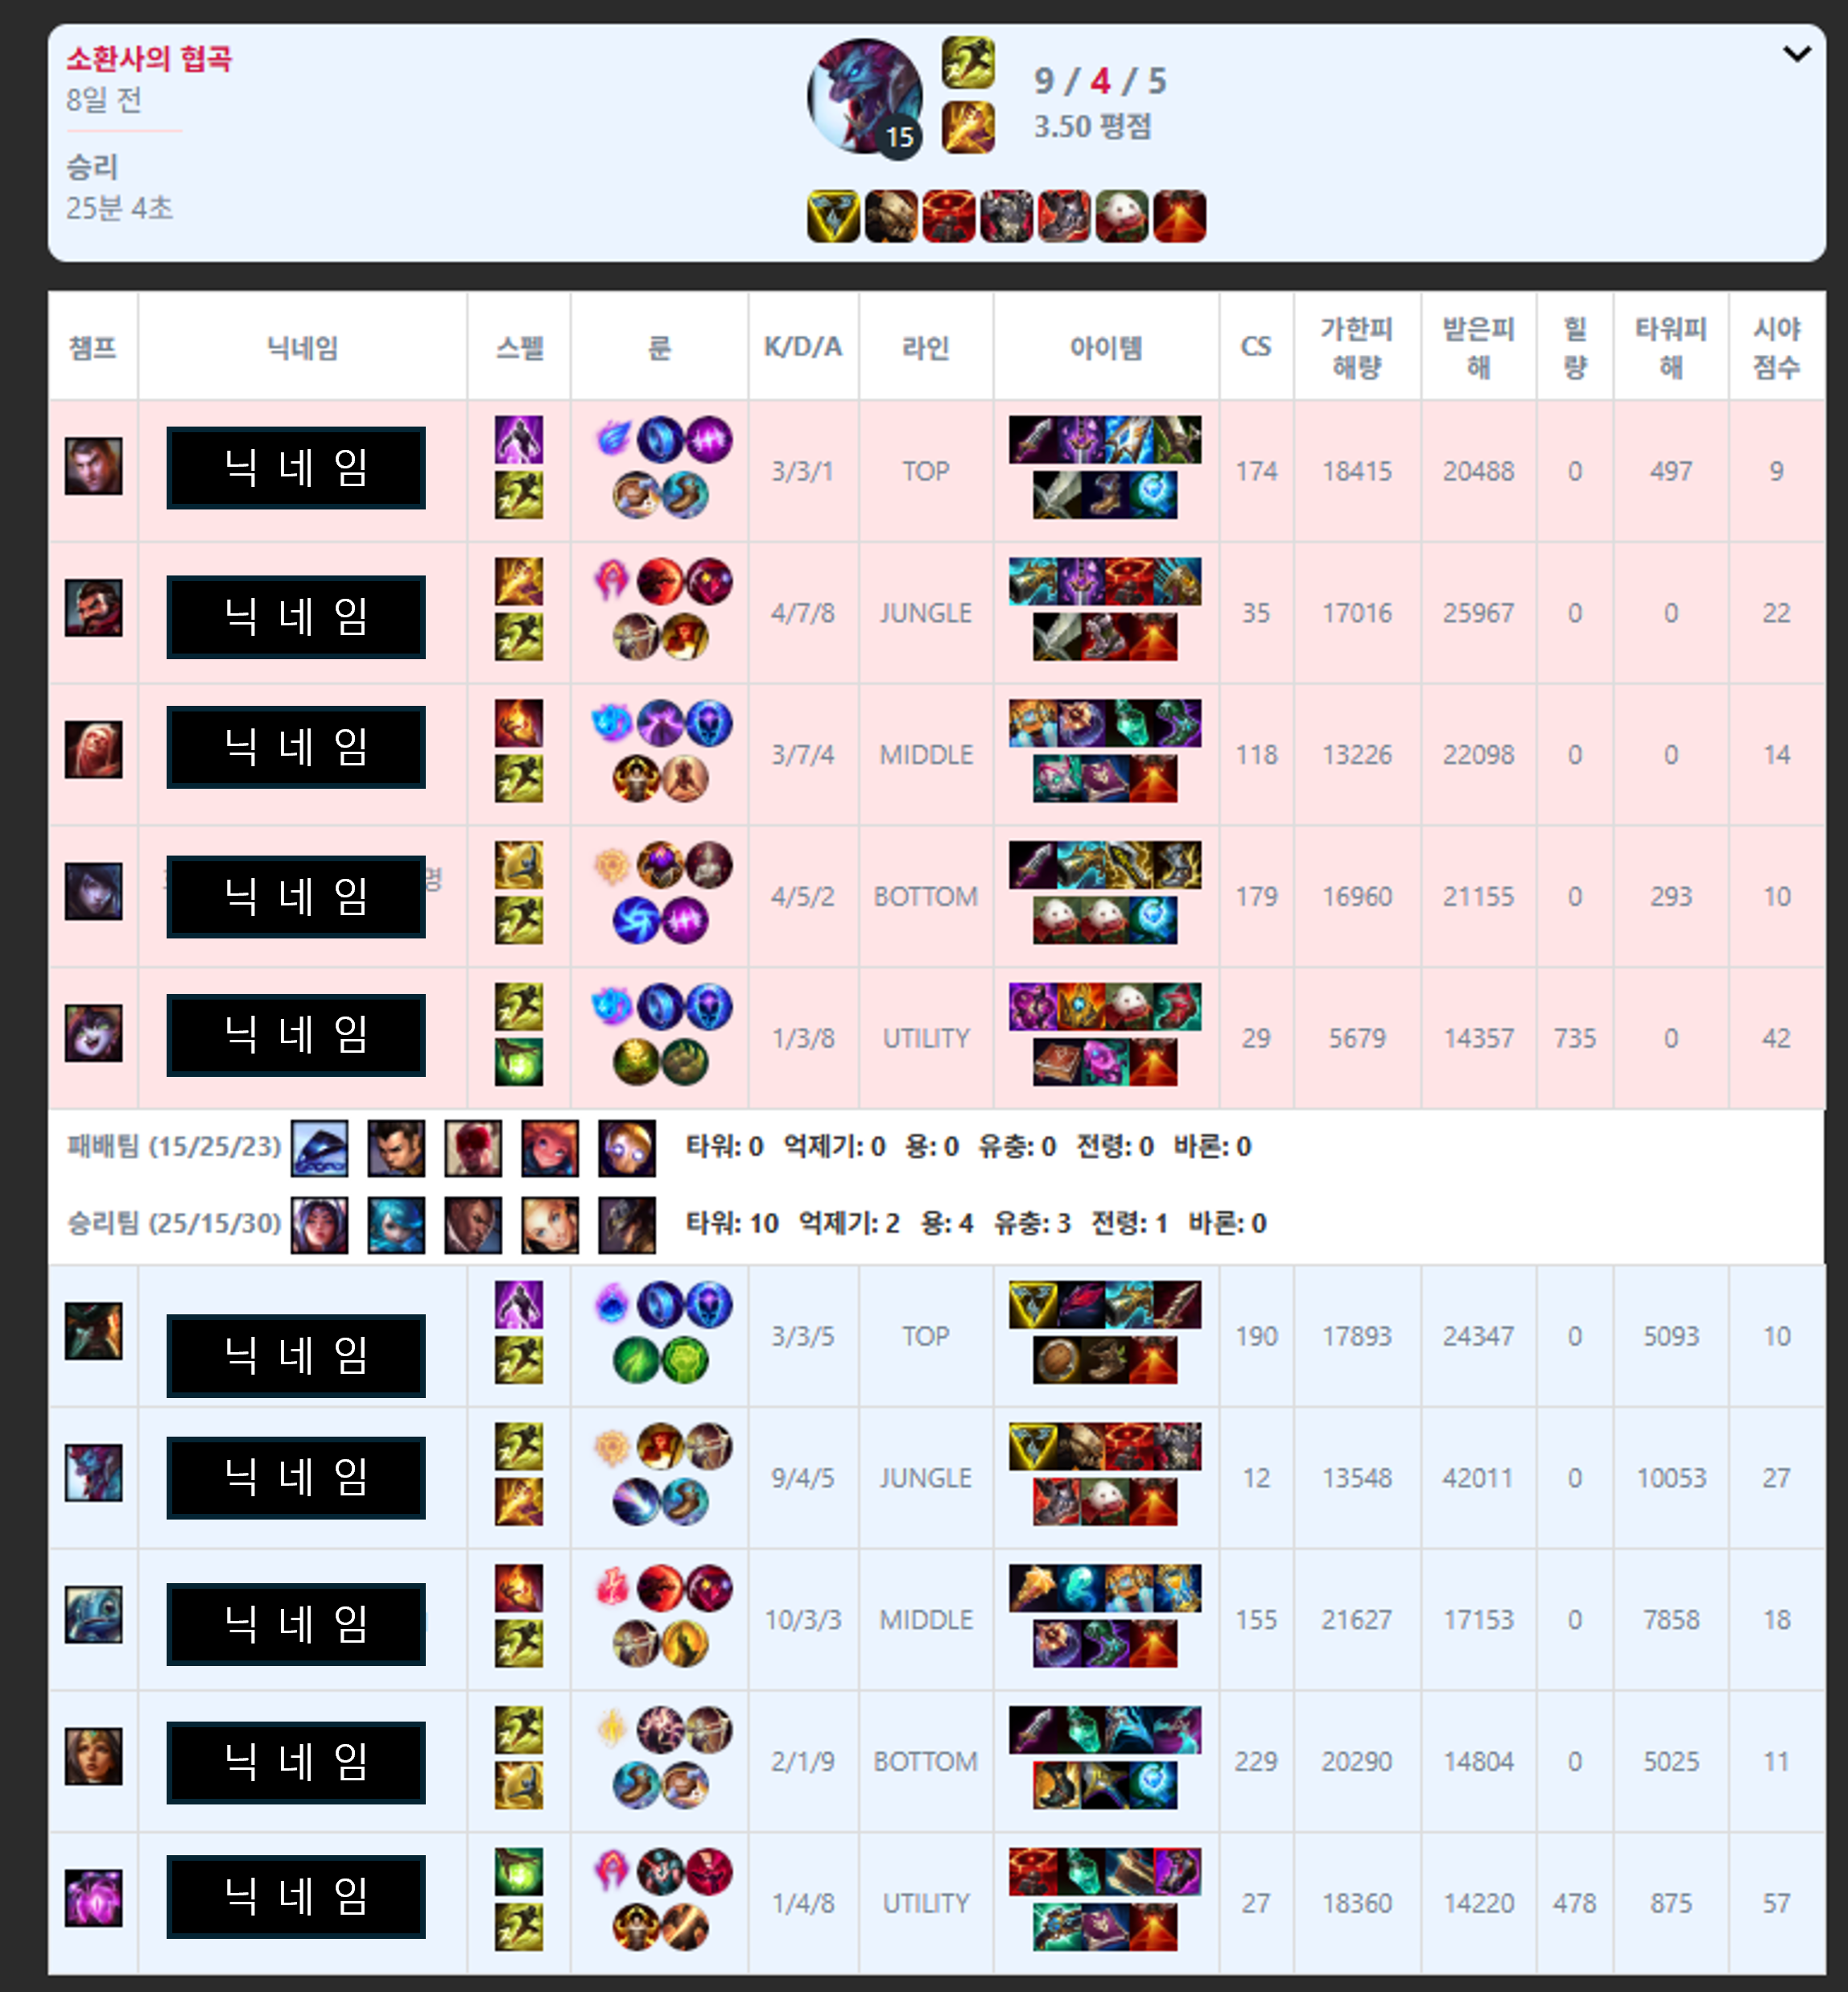 소환사의 협곡
8일 전
승리
25분 4초
15
9 / 4 / 5
3.50 평점
챔프 닉네임 스펠 룬 K/D/A 라인 아이템 CS 가한피해량 받은피해 힐량 타워피해 시야점수
닉네임 3/3/1 TOP 174 18415 20488 0 497 9
닉네임 4/7/8 JUNGLE 35 17016 25967 0 0 22
닉네임 3/7/4 MIDDLE 118 13226 22098 0 0 14
닉네임 명 4/5/2 BOTTOM 179 16960 21155 0 293 10
닉네임 1/3/8 UTILITY 29 5679 14357 735 0 42
패배팀 (15/25/23) 타워: 0 억제기: 0 용: 0 유충: 0 전령: 0 바론: 0
승리팀 (25/15/30) 타워: 10 억제기: 2 용: 4 유충: 3 전령: 1 바론: 0
닉네임 3/3/5 TOP 190 17893 24347 0 5093 10
닉네임 9/4/5 JUNGLE 12 13548 42011 0 10053 27
닉네임 10/3/3 MIDDLE 155 21627 17153 0 7858 18
닉네임 2/1/9 BOTTOM 229 20290 14804 0 5025 11
닉네임 1/4/8 UTILITY 27 18360 14220 478 875 57